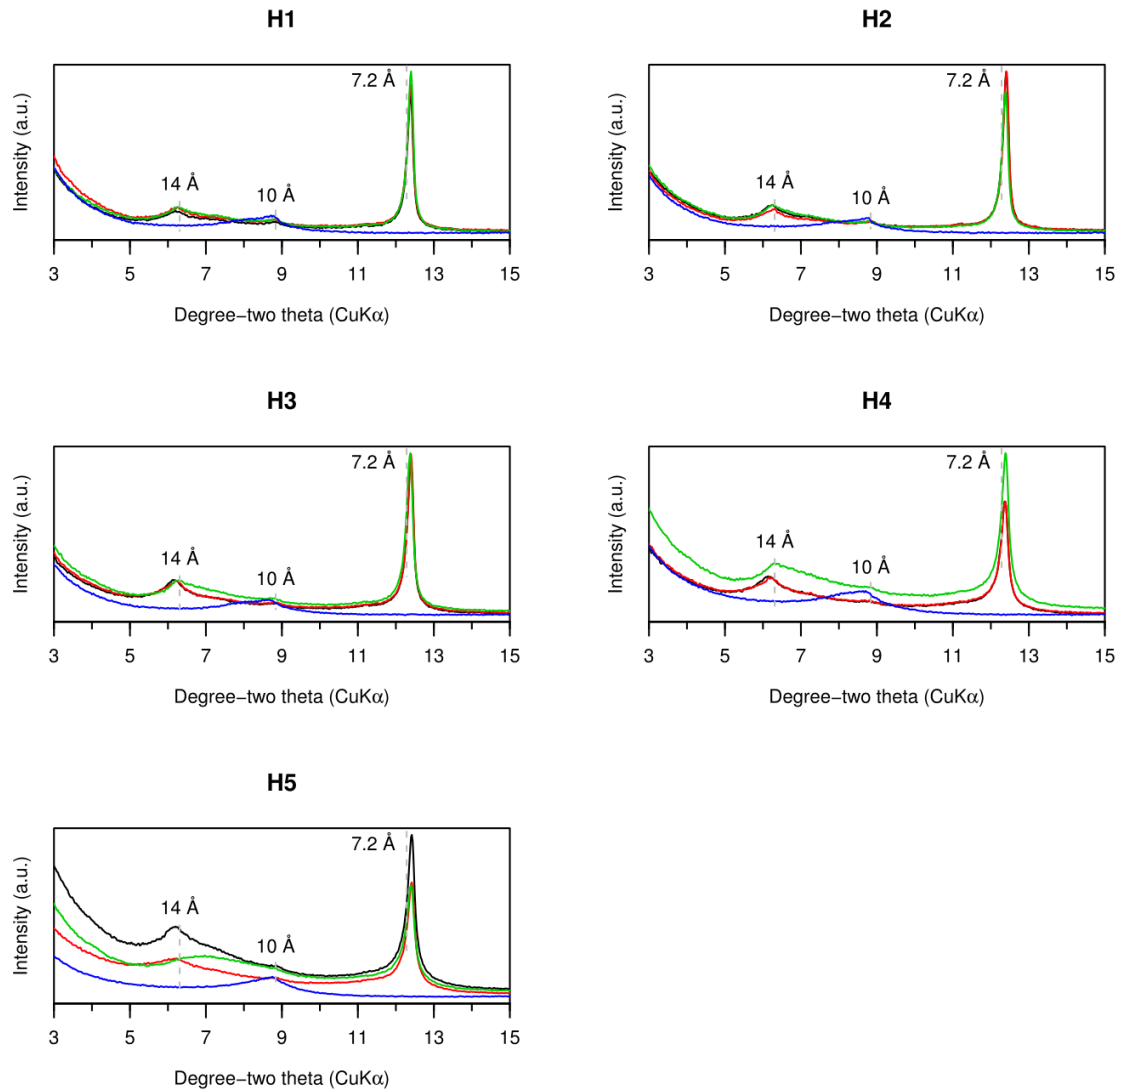 H1
H2
7.2 Å
14 Å
10 Å
Intensity (a.u.)
3 5 7 9 11 13 15
Degree−two theta (CuKα)
7.2 Å
14 Å
10 Å
Intensity (a.u.)
3 5 7 9 11 13 15
Degree−two theta (CuKα)
H3
H4
7.2 Å
14 Å
10 Å
Intensity (a.u.)
3 5 7 9 11 13 15
Degree−two theta (CuKα)
7.2 Å
14 Å
10 Å
Intensity (a.u.)
3 5 7 9 11 13 15
Degree−two theta (CuKα)
H5
7.2 Å
14 Å
10 Å
Intensity (a.u.)
3 5 7 9 11 13 15
Degree−two theta (CuKα)